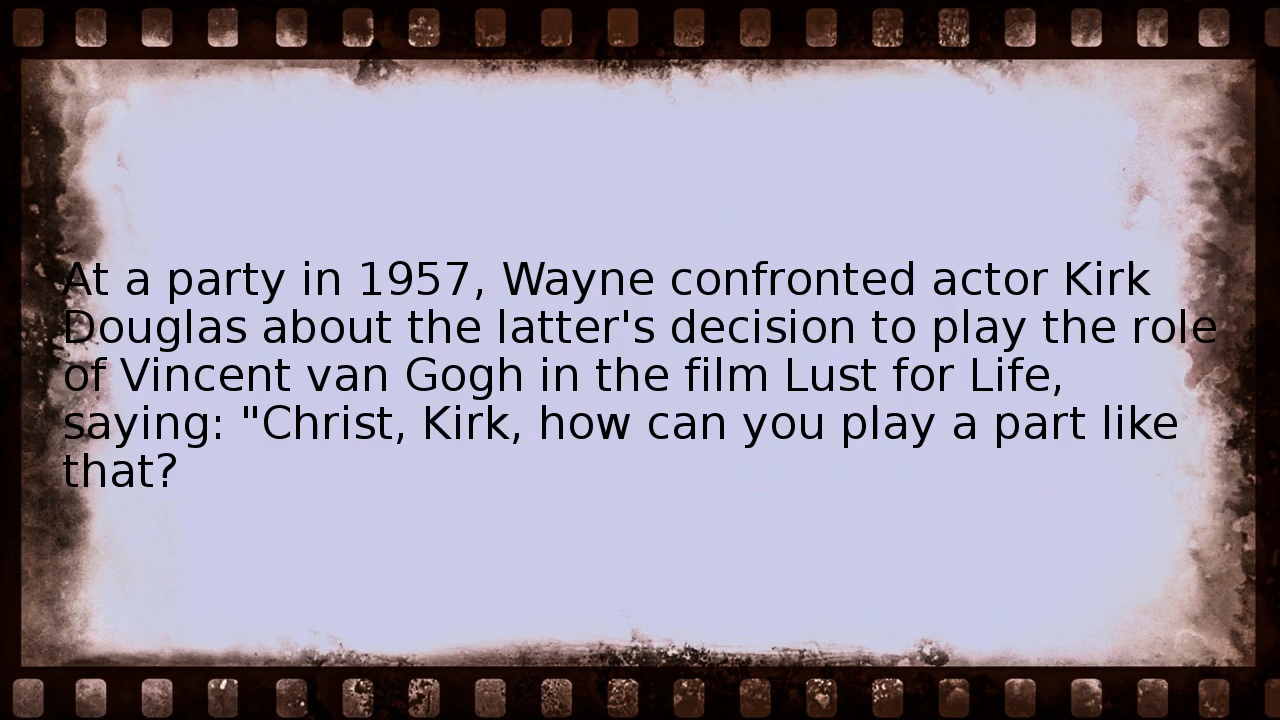 At a party in 1957, Wayne confronted actor Kirk
Douglas about the latter's decision to play the role
of Vincent van Gogh in the film Lust for Life,
saying: "Christ, Kirk, how can you play a part like
that?